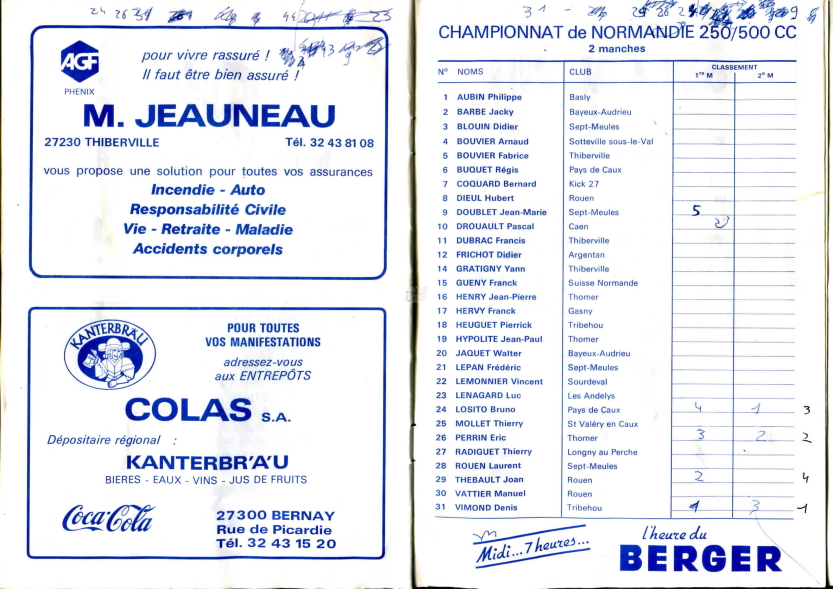 24 26 31
AGF
PHENIX
pour vivre rassuré !
Il faut être bien assuré !
M. JEAUNEAU
27230 THIBERVILLE Tél. 32 43 81 08
vous propose une solution pour toutes vos assurances
Incendie - Auto
Responsabilité Civile
Vie - Retraite - Maladie
Accidents corporels
KANTERBRÄU
POUR TOUTES
VOS MANIFESTATIONS
adressez-vous
aux ENTREPÔTS
COLAS S.A.
Dépositaire régional :
KANTERBR'A'U
BIERES - EAUX - VINS - JUS DE FRUITS
Coca-Cola
27300 BERNAY
Rue de Picardie
Tél. 32 43 15 20
CHAMPIONNAT de NORMANDIE 250/500 CC
2 manches
N° NOMS CLUB CLASSEMENT
1re M 2e M
1 AUBIN Philippe Basly
2 BARBE Jacky Bayeux-Audrieu
3 BLOUIN Didier Sept-Meules
4 BOUVIER Arnaud Sotteville sous-le-Val
5 BOUVIER Fabrice Thiberville
6 BUQUET Régis Pays de Caux
7 COQUARD Bernard Kick 27
8 DIEUL Hubert Rouen
9 DOUBLET Jean-Marie Sept-Meules 5
10 DROUAULT Pascal Caen
11 DUBRAC Francis Thiberville
12 FRICHOT Didier Argentan
14 GRATIGNY Yann Thiberville
15 GUENY Franck Suisse Normande
16 HENRY Jean-Pierre Thomer
17 HERVY Franck Gasny
18 HEUGUET Pierrick Tribehou
19 HYPOLITE Jean-Paul Thomer
20 JAQUET Walter Bayeux-Audrieu
21 LEPAN Frédéric Sept-Meules
22 LEMONNIER Vincent Sourdeval
23 LENAGARD Luc Les Andelys
24 LOSITO Bruno Pays de Caux 4 1 3
25 MOLLET Thierry St Valéry en Caux
26 PERRIN Eric Thomer 3 2 2
27 RADIGUET Thierry Longny au Perche
28 ROUEN Laurent Sept-Meules
29 THEBAULT Joan Rouen 2 4
30 VATTIER Manuel Rouen
31 VIMOND Denis Tribehou 1 3 1
Midi...7 heures...
l'heure du
BERGER